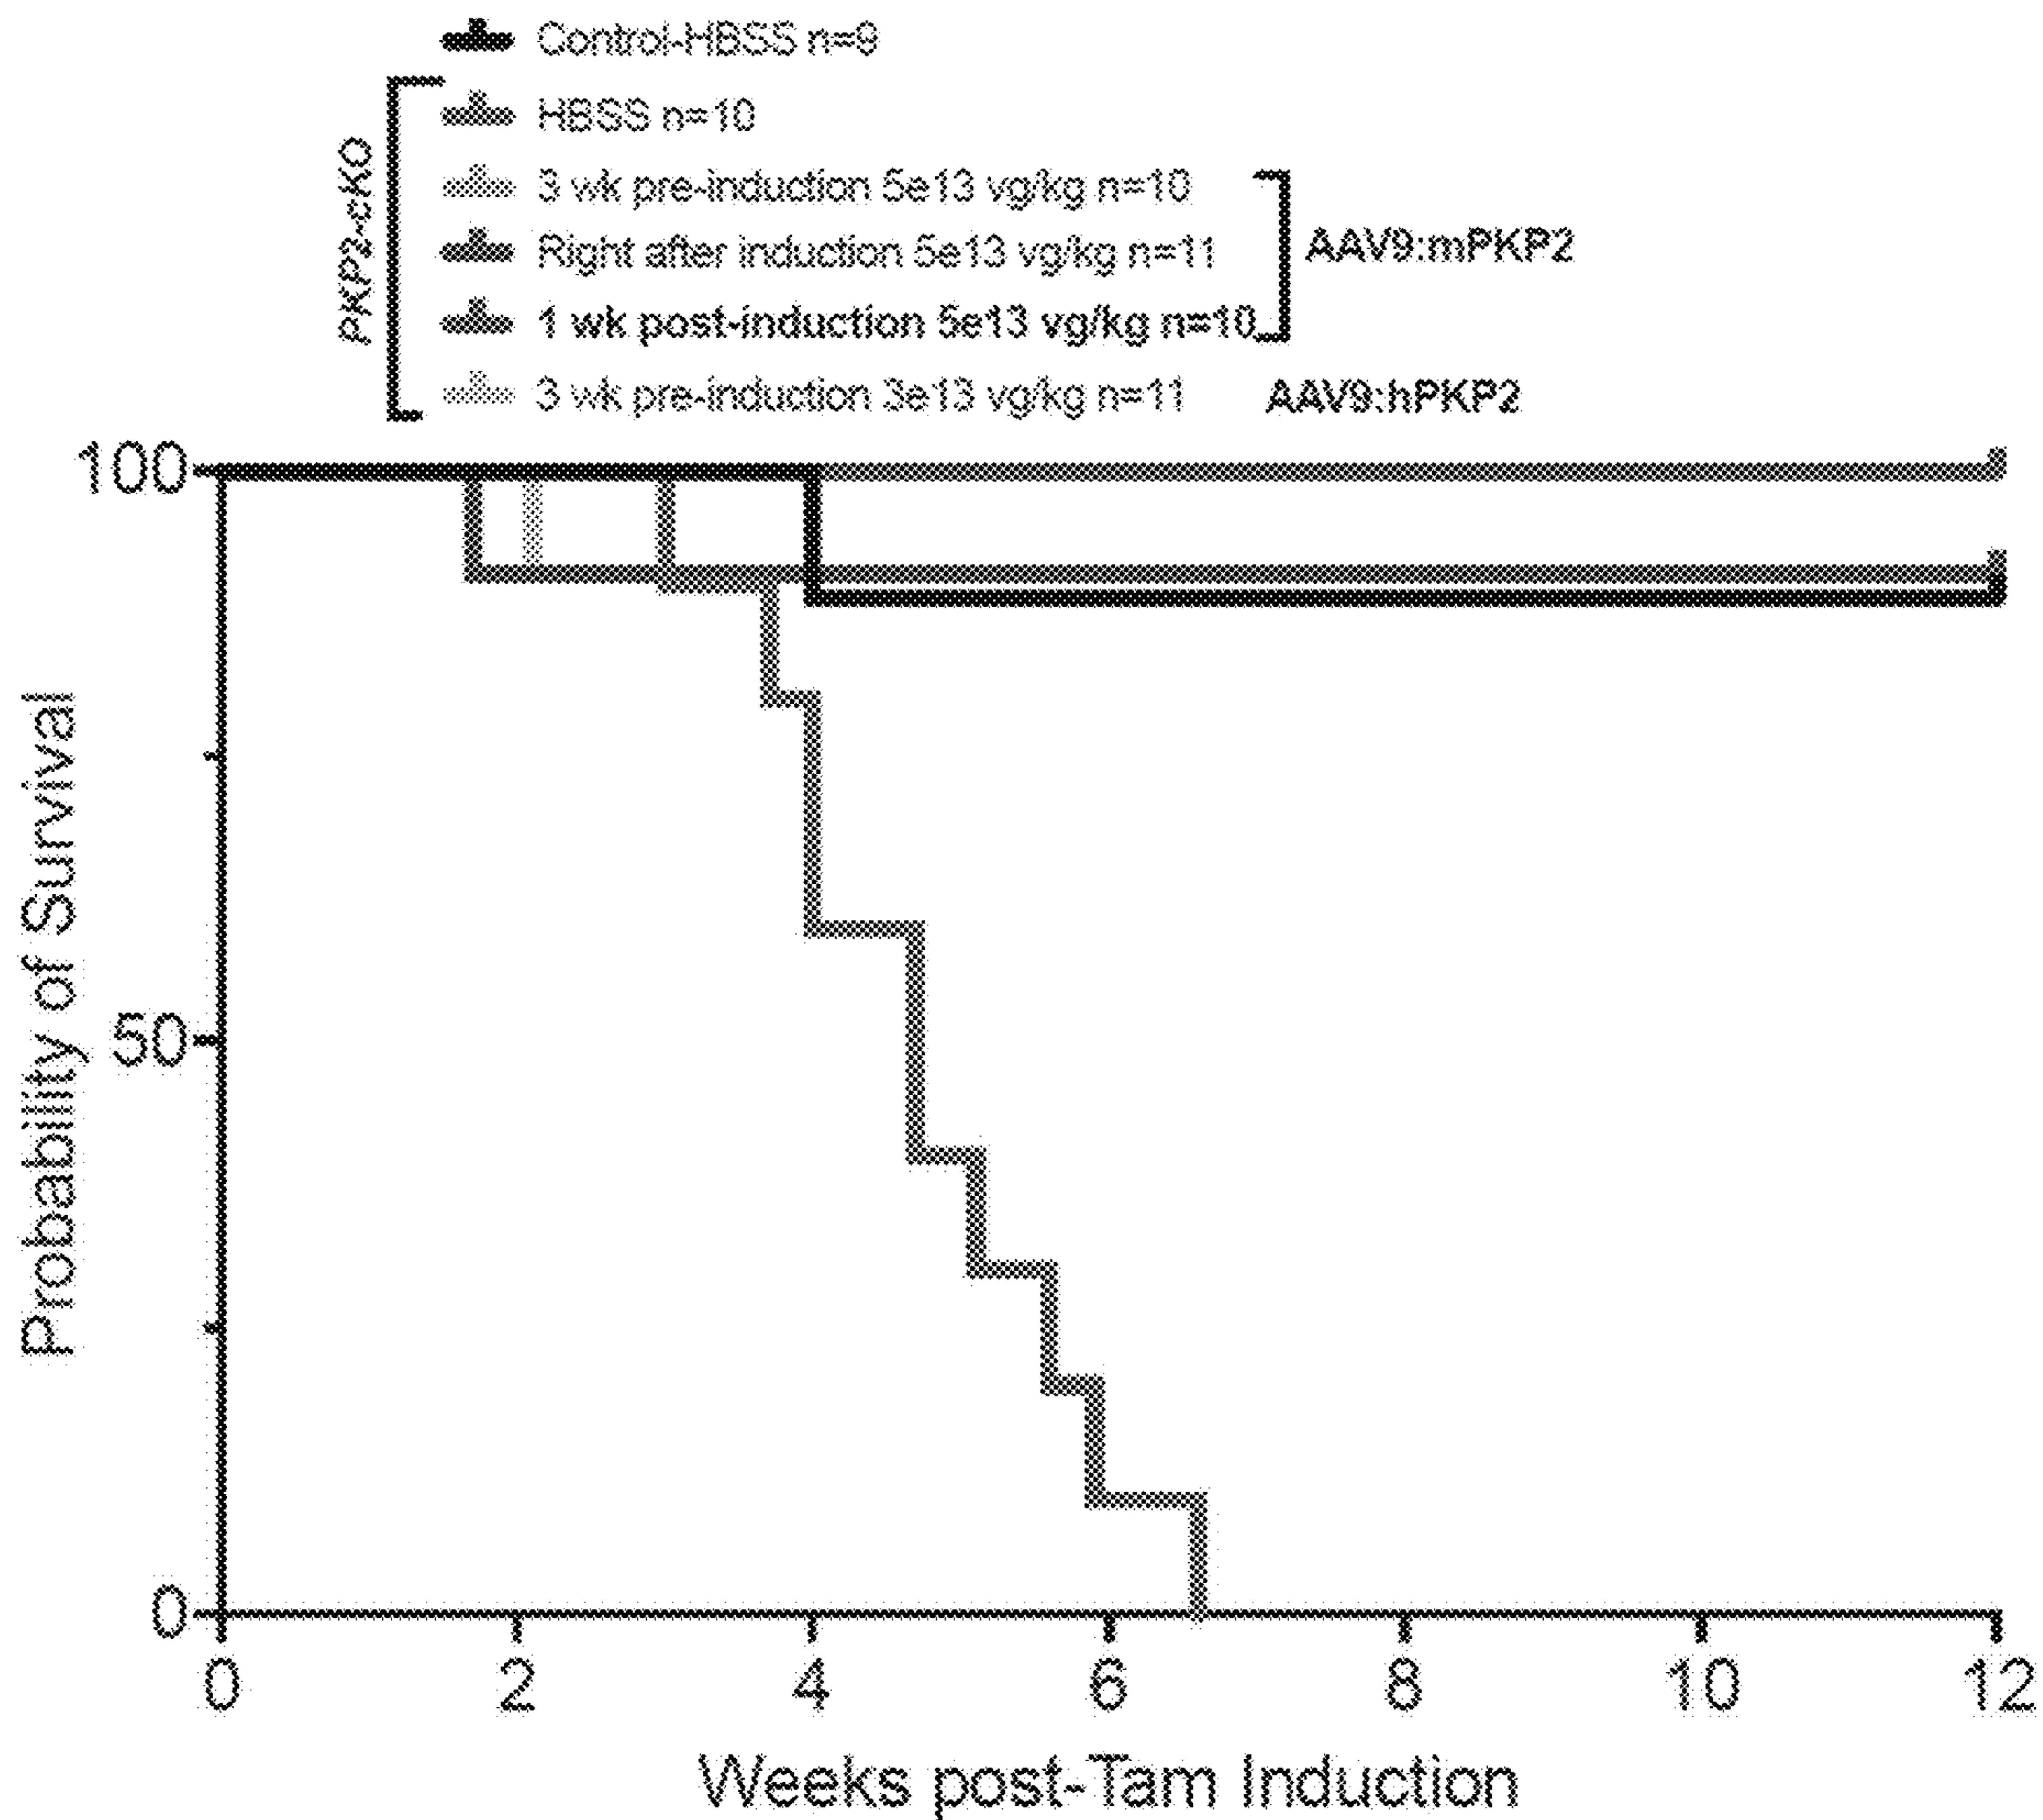 Control-HBSS n=9
HBSS n=10
3 wk pre-induction 5e13 vg/kg n=10
Right after induction 5e13 vg/kg n=11
1 wk post-induction 5e13 vg/kg n=10
3 wk pre-induction 3e13 vg/kg n=11
PKP2-cKO
AAV9:mPKP2
AAV9:hPKP2
100
50
0
Probability of Survival
0 2 4 6 8 10 12
Weeks post-Tam Induction